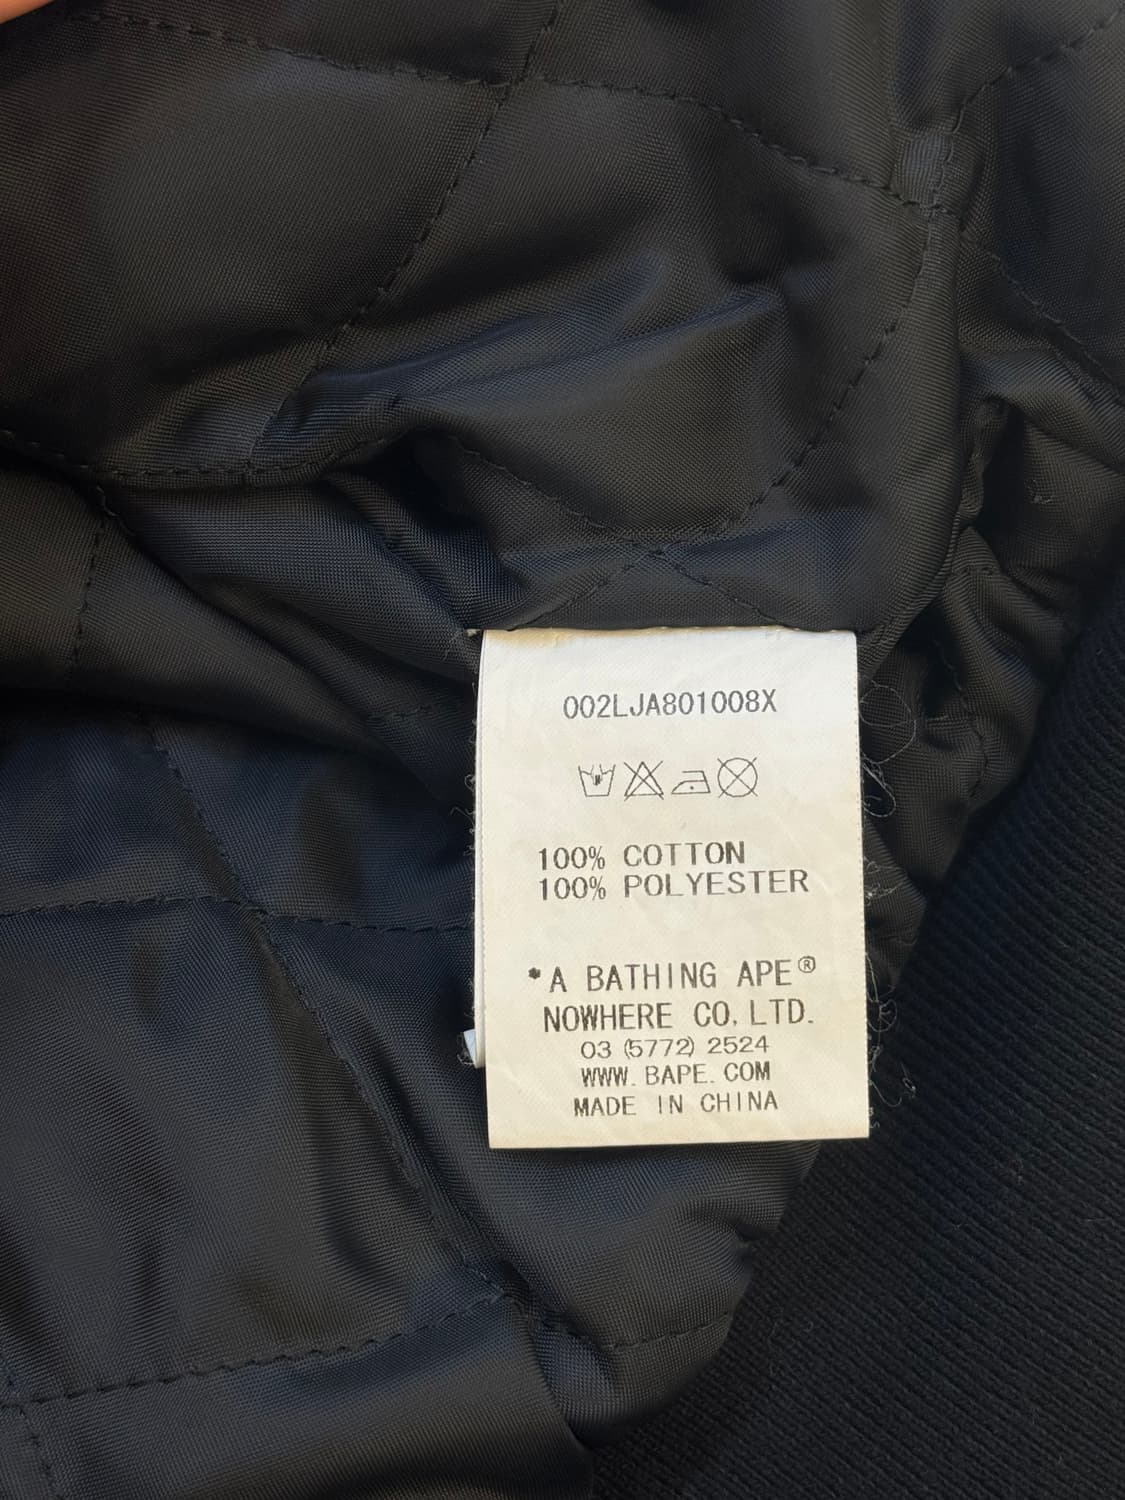 002LJA801008X
100% COTTON
100% POLYESTER
*A BATHING APE®
NOWHERE CO,LTD.
03 (5772) 2524
WWW. BAPE. COM
MADE IN CHINA